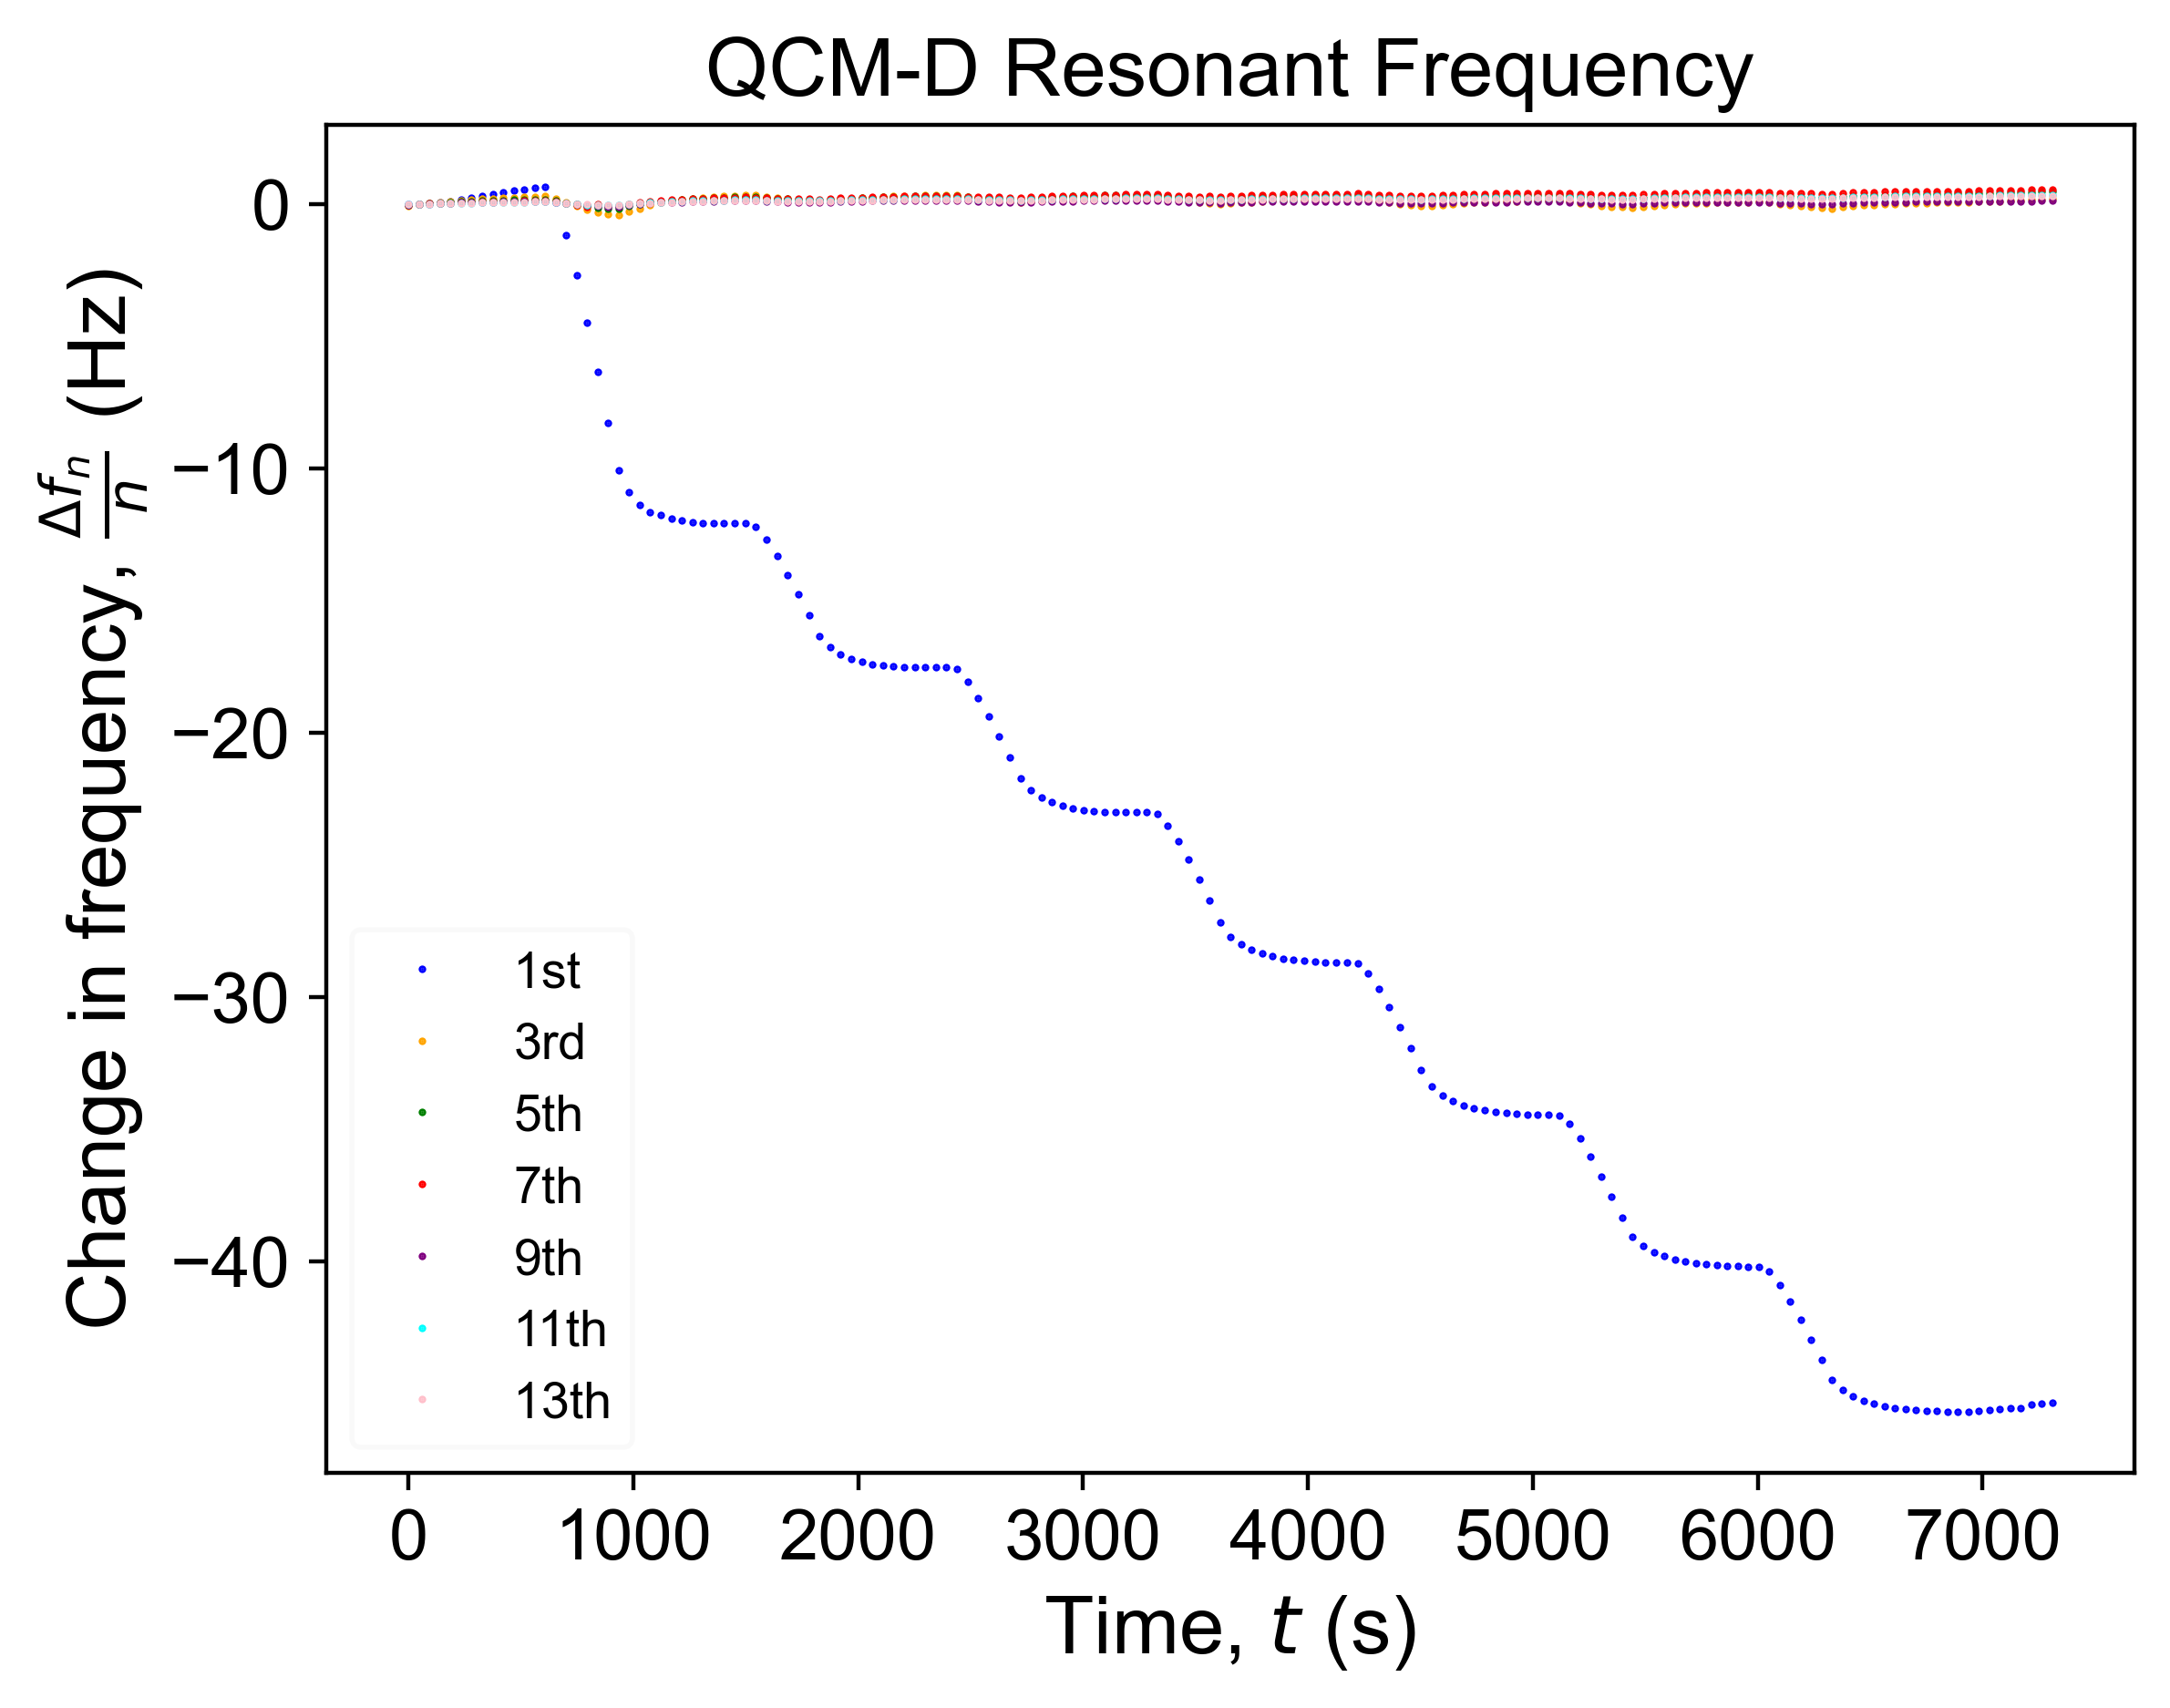 QCM-D Resonant Frequency
Change in frequency, Δfn/n (Hz)
0
−10
−20
−30
−40
1st
3rd
5th
7th
9th
11th
13th
0 1000 2000 3000 4000 5000 6000 7000
Time, t (s)